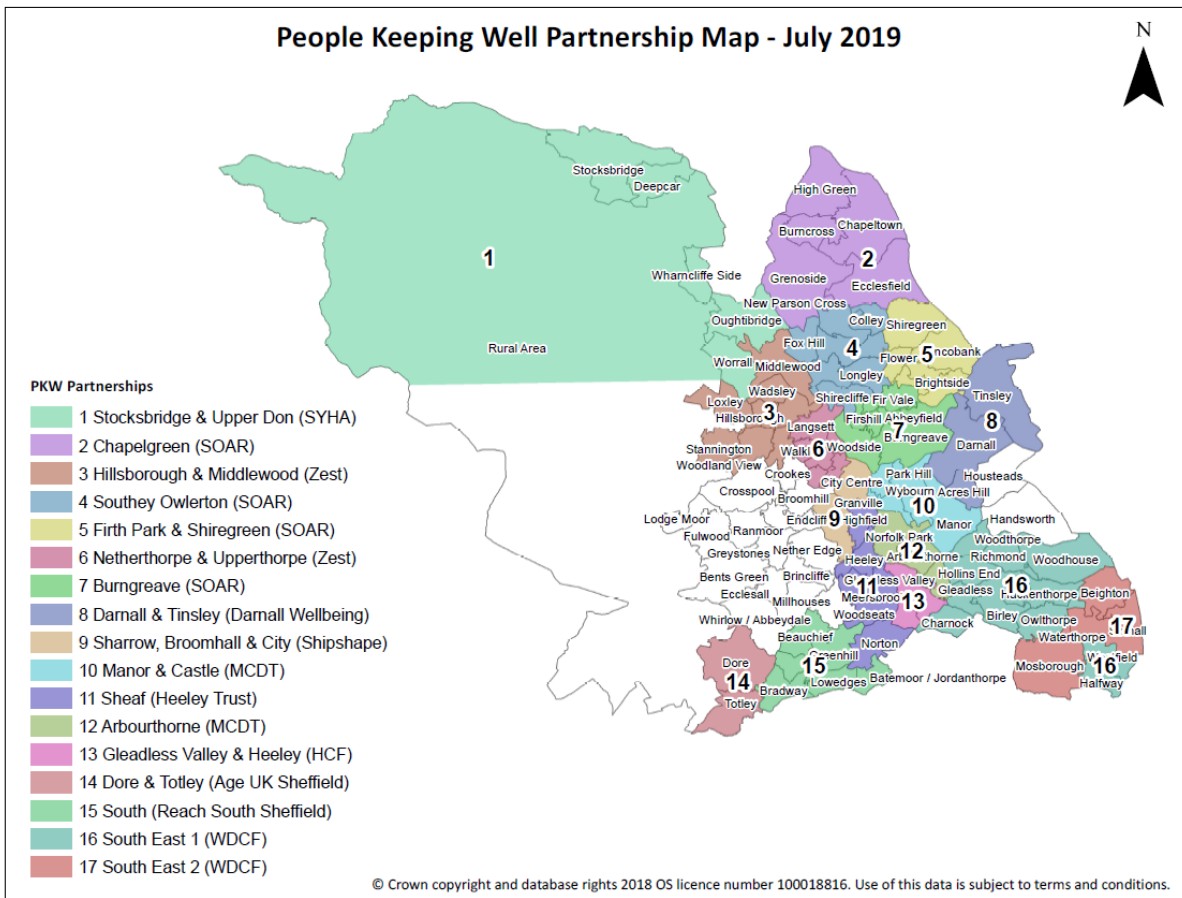 People Keeping Well Partnership Map - July 2019
N
Stocksbridge
Deepcar
High Green
Chapeltown
Burncross
1
2
Wharncliffe Side
Grenoside
Ecclesfield
New Parson Cross
Oughtibridge
Colley
Shiregreen
Fox Hill
4
5
Rural Area
Flower
ncobank
Worrall
Middlewood
Longley
Brightside
Wadsley
Shirecliffe
Fir Vale
Tinsley
Loxley
3
Hillsborough
Firshill
Abbeyfield
8
Langsett
7
Burngreave
Stannington
Walkl
6
Woodside
Darnall
Woodland View
Crookes
City Centre
Park Hill
Housteads
Crosspool
Broomhill
Granville
Wybourn
Acres Hill
10
Lodge Moor
Ranmoor
Endcliff
9
Highfield
Manor
Handsworth
Fulwood
Norfolk Park
Woodthorpe
Greystones
Nether Edge
Heeley
12
Richmond
Woodhouse
Bents Green
Brincliffe
Hollins End
Ecclesall
Millhouses
11
13
Gleadless
16
Beighton
Whirlow / Abbeydale
Charnock
Birley
Owlthorpe
17
Beauchief
Norton
Waterthorpe
Dore
Greenhill
Mosborough
14
15
Lowedges
Batemoor / Jordanthorpe
16
Bradway
Halfway
Totley
PKW Partnerships
1 Stocksbridge & Upper Don (SYHA)
2 Chapelgreen (SOAR)
3 Hillsborough & Middlewood (Zest)
4 Southey Owlerton (SOAR)
5 Firth Park & Shiregreen (SOAR)
6 Netherthorpe & Upperthorpe (Zest)
7 Burngreave (SOAR)
8 Darnall & Tinsley (Darnall Wellbeing)
9 Sharrow, Broomhall & City (Shipshape)
10 Manor & Castle (MCDT)
11 Sheaf (Heeley Trust)
12 Arbourthorne (MCDT)
13 Gleadless Valley & Heeley (HCF)
14 Dore & Totley (Age UK Sheffield)
15 South (Reach South Sheffield)
16 South East 1 (WDCF)
17 South East 2 (WDCF)
© Crown copyright and database rights 2018 OS licence number 100018816. Use of this data is subject to terms and conditions.